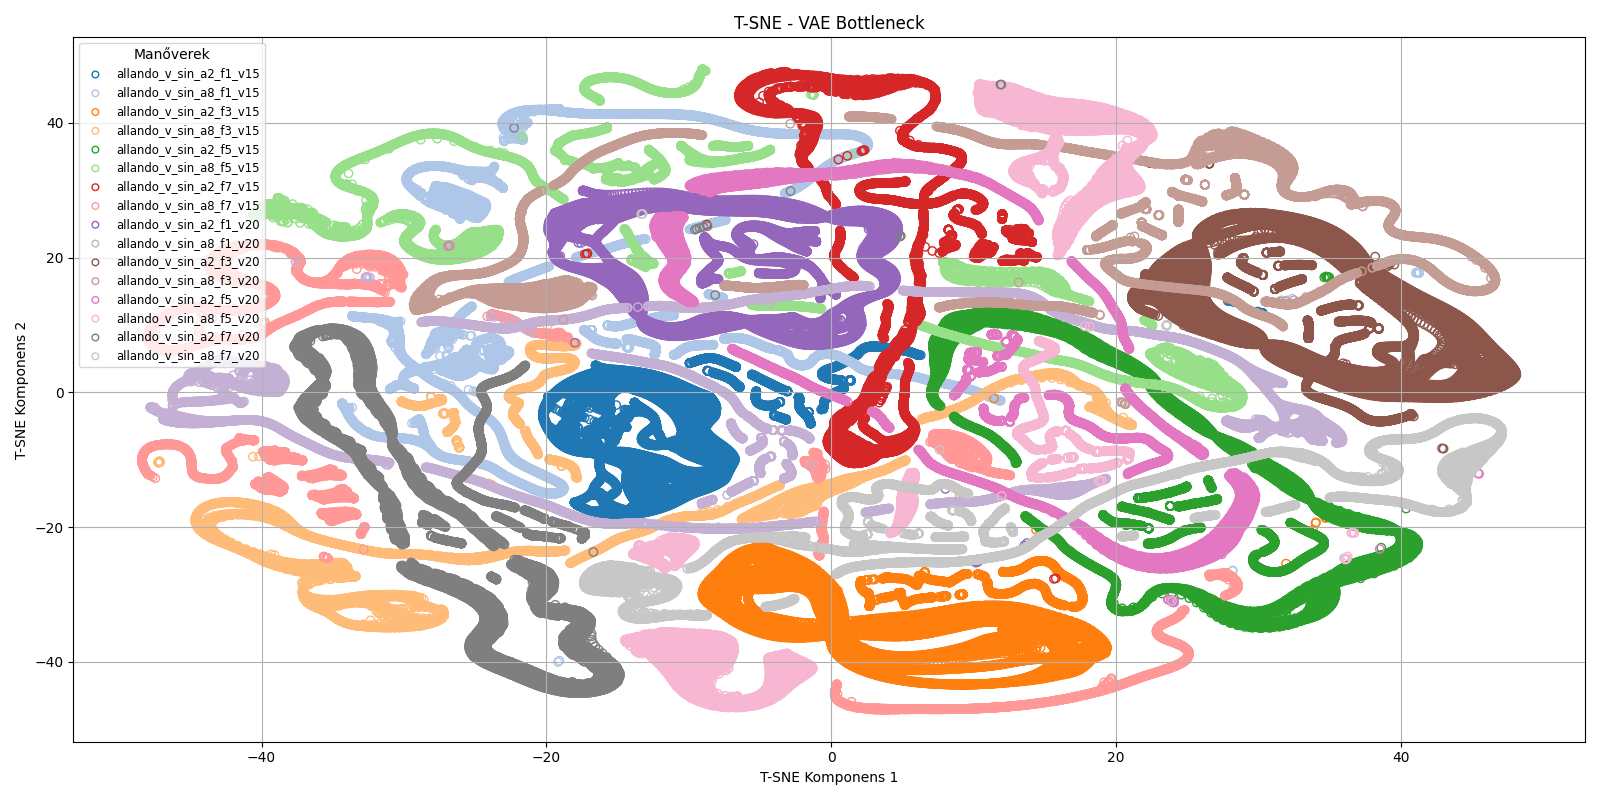 T-SNE - VAE Bottleneck
Manőverek
allando_v_sin_a2_f1_v15
allando_v_sin_a8_f1_v15
allando_v_sin_a2_f3_v15
allando_v_sin_a8_f3_v15
allando_v_sin_a2_f5_v15
allando_v_sin_a8_f5_v15
allando_v_sin_a2_f7_v15
allando_v_sin_a8_f7_v15
allando_v_sin_a2_f1_v20
allando_v_sin_a8_f1_v20
allando_v_sin_a2_f3_v20
allando_v_sin_a8_f3_v20
allando_v_sin_a2_f5_v20
allando_v_sin_a8_f5_v20
allando_v_sin_a2_f7_v20
allando_v_sin_a8_f7_v20
T-SNE Komponens 2
40
20
0
−20
−40
−40
−20
0
20
40
T-SNE Komponens 1